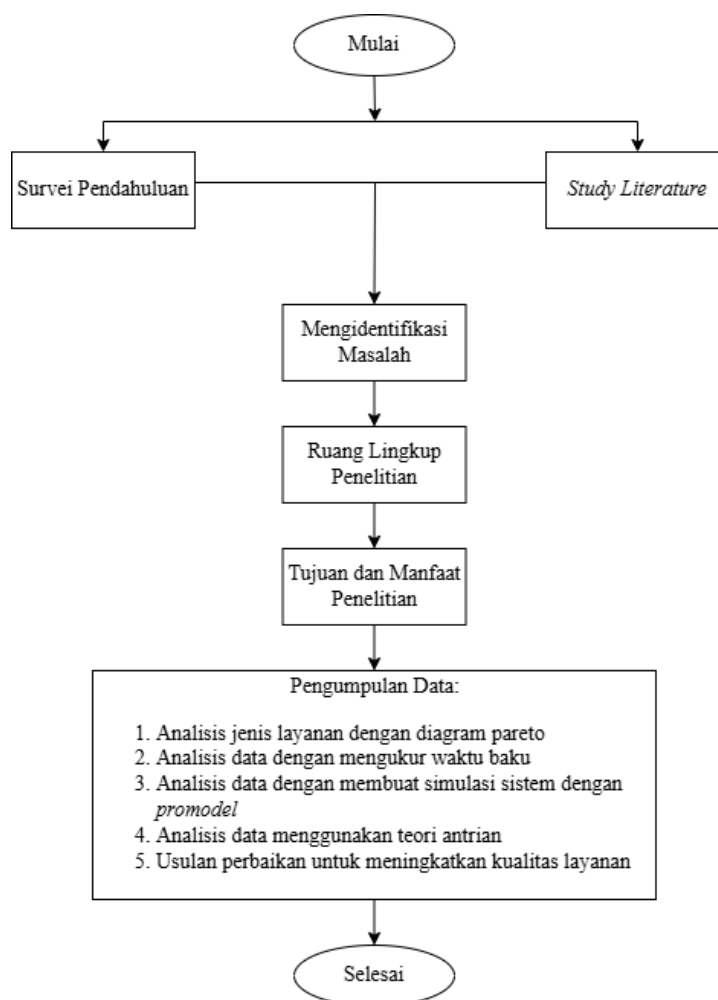 Mulai
Survei Pendahuluan
Study Literature
Mengidentifikasi
Masalah
Ruang Lingkup
Penelitian
Tujuan dan Manfaat
Penelitian
Pengumpulan Data:
1. Analisis jenis layanan dengan diagram pareto
2. Analisis data dengan mengukur waktu baku
3. Analisis data dengan membuat simulasi sistem dengan
promodel
4. Analisis data menggunakan teori antrian
5. Usulan perbaikan untuk meningkatkan kualitas layanan
Selesai